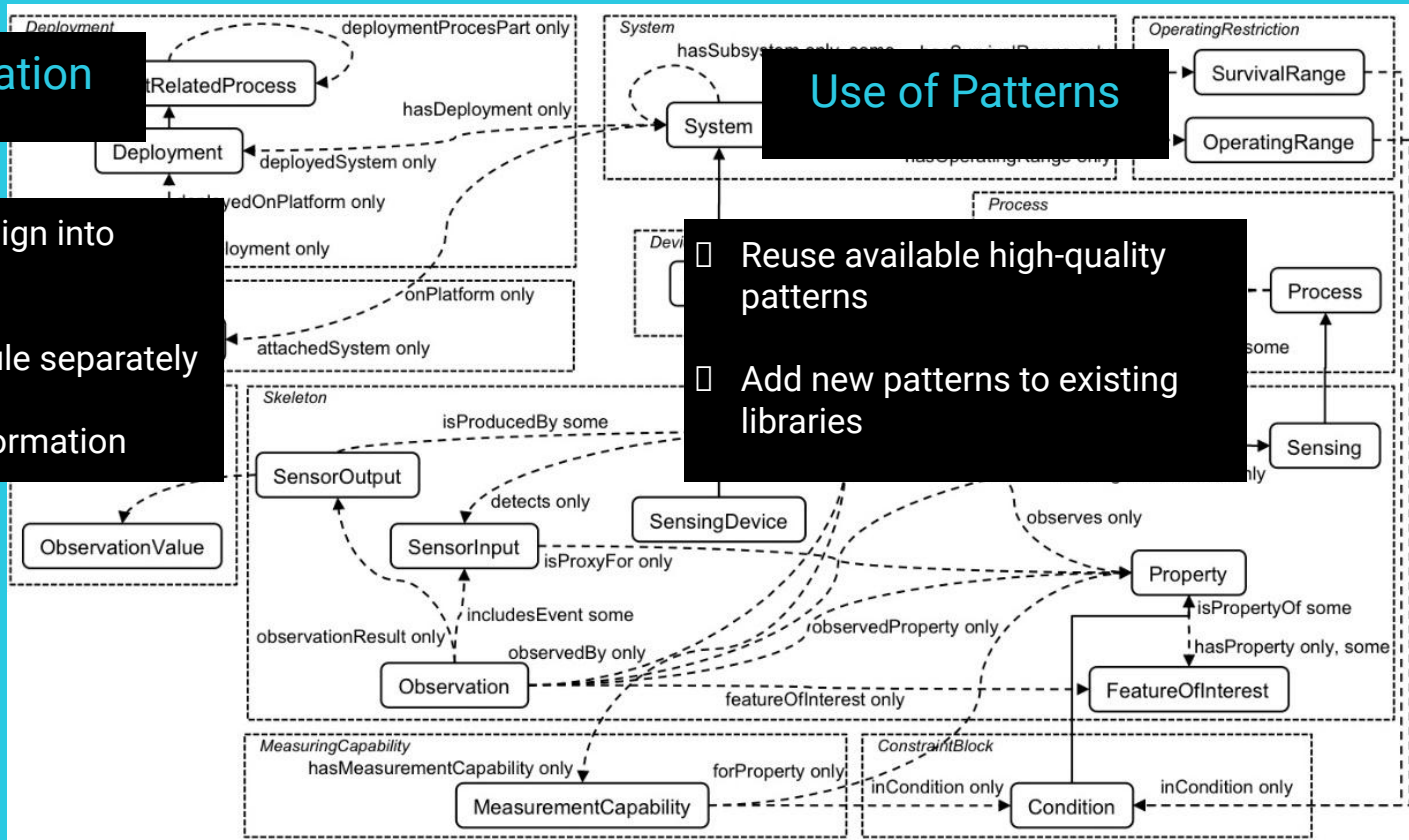 Deployment
deploymentProcesPart only
System
OperatingRestriction
hasSubsystem only, some
SurvivalRange
ation
tRelatedProcess
Use of Patterns
hasDeployment only
System
Deployment
deployedSystem only
OperatingRange
hasOperatingRange only
yedOnPlatform only
Process
ign into
loyment only
Reuse available high-quality
patterns
Process
onPlatform only
attachedSystem only
some
ule separately
Add new patterns to existing
libraries
Skeleton
isProducedBy some
ormation
Sensing
SensorOutput
ly
detects only
SensingDevice
observes only
ObservationValue
SensorInput
isProxyFor only
Property
includesEvent some
isPropertyOf some
observationResult only
observedProperty only
observedBy only
hasProperty only, some
Observation
featureOfInterest only
FeatureOfInterest
MeasuringCapability
ConstraintBlock
hasMeasurementCapability only
forProperty only
inCondition only
inCondition only
MeasurementCapability
Condition